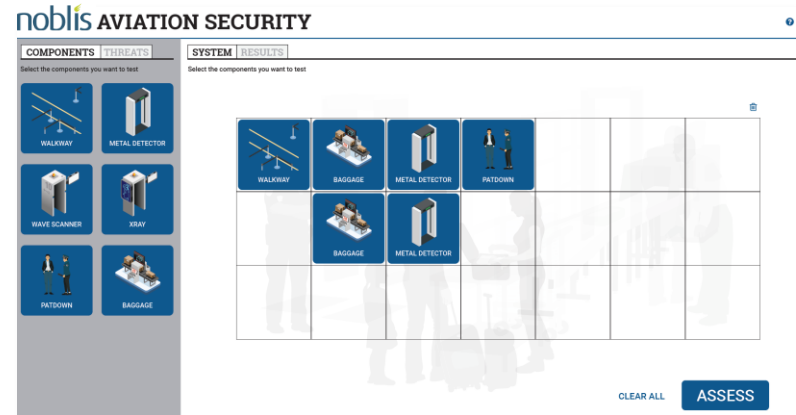 noblis AVIATION SECURITY
?
COMPONENTS THREATS
Select the components you want to test
WALKWAY METAL DETECTOR
WAVE SCANNER XRAY
PATDOWN BAGGAGE
SYSTEM RESULTS
Select the components you want to test
WALKWAY BAGGAGE METAL DETECTOR PATDOWN
BAGGAGE METAL DETECTOR
CLEAR ALL ASSESS